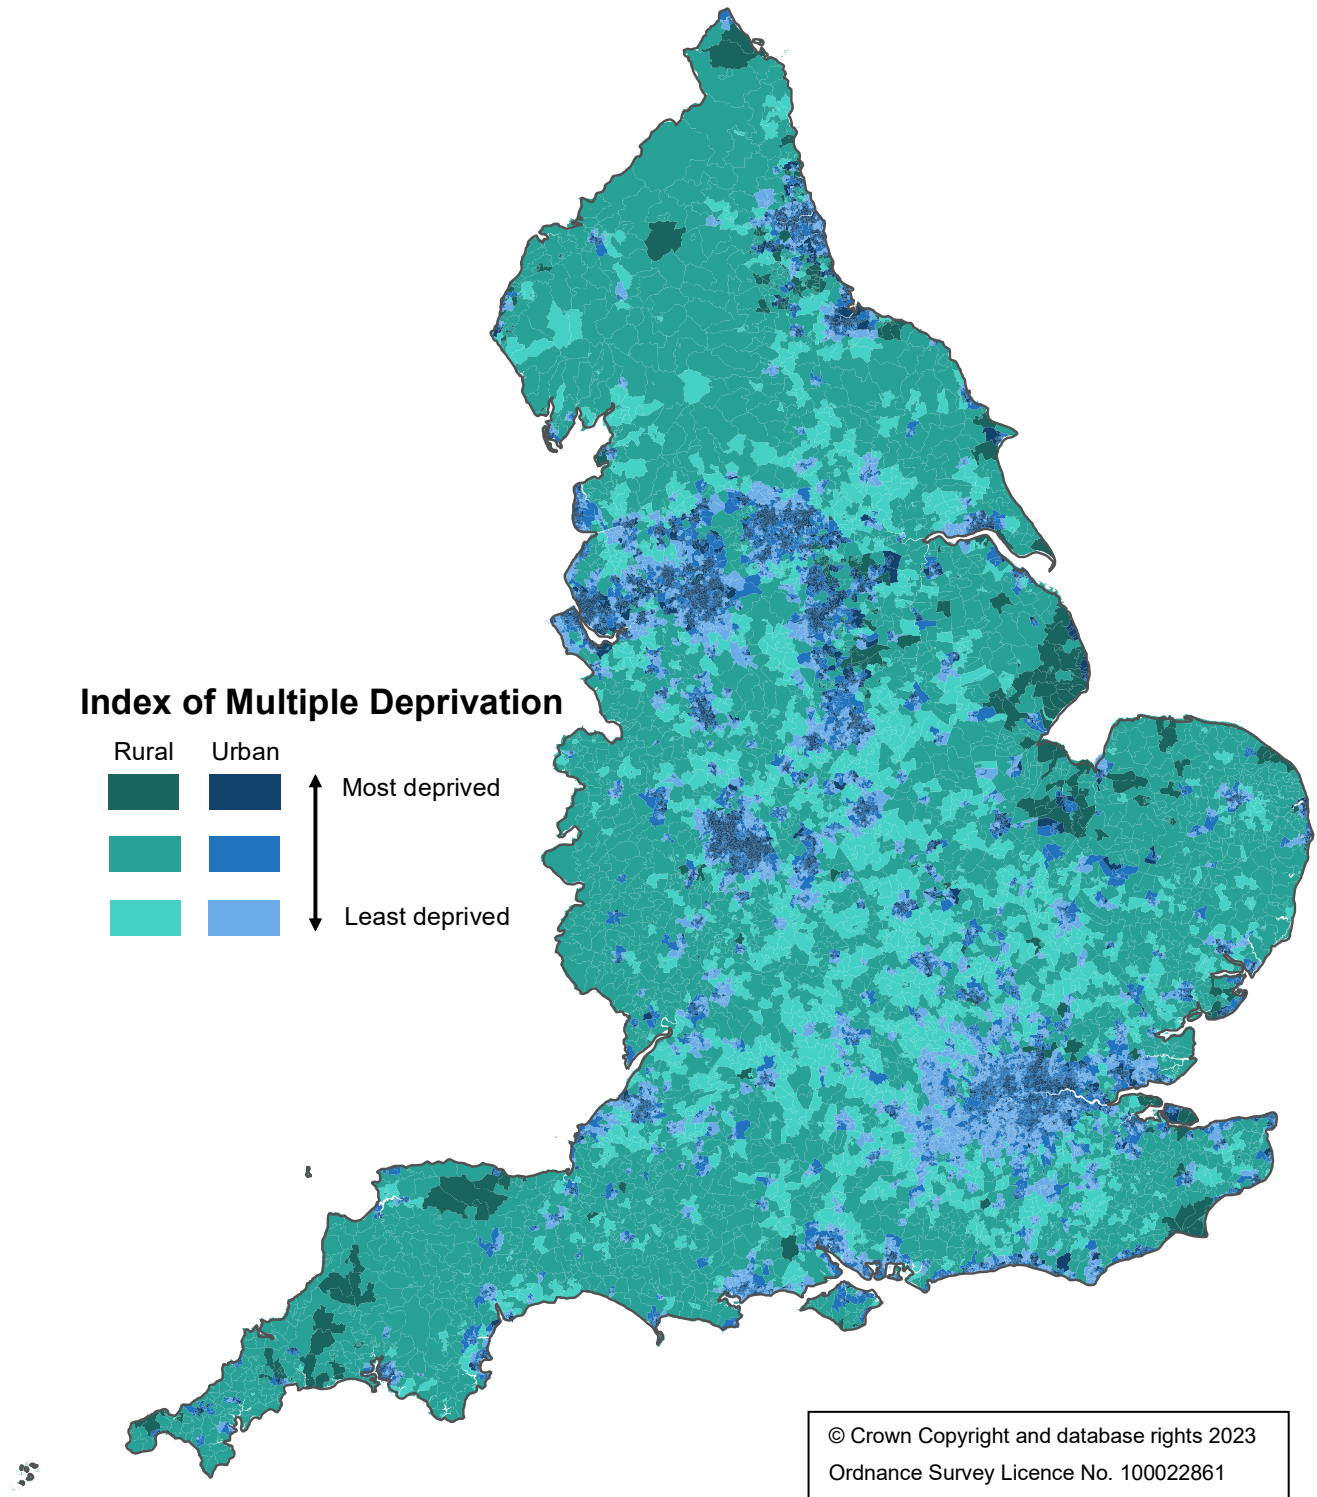 Index of Multiple Deprivation
Rural Urban
Most deprived
Least deprived
© Crown Copyright and database rights 2023
Ordnance Survey Licence No. 100022861